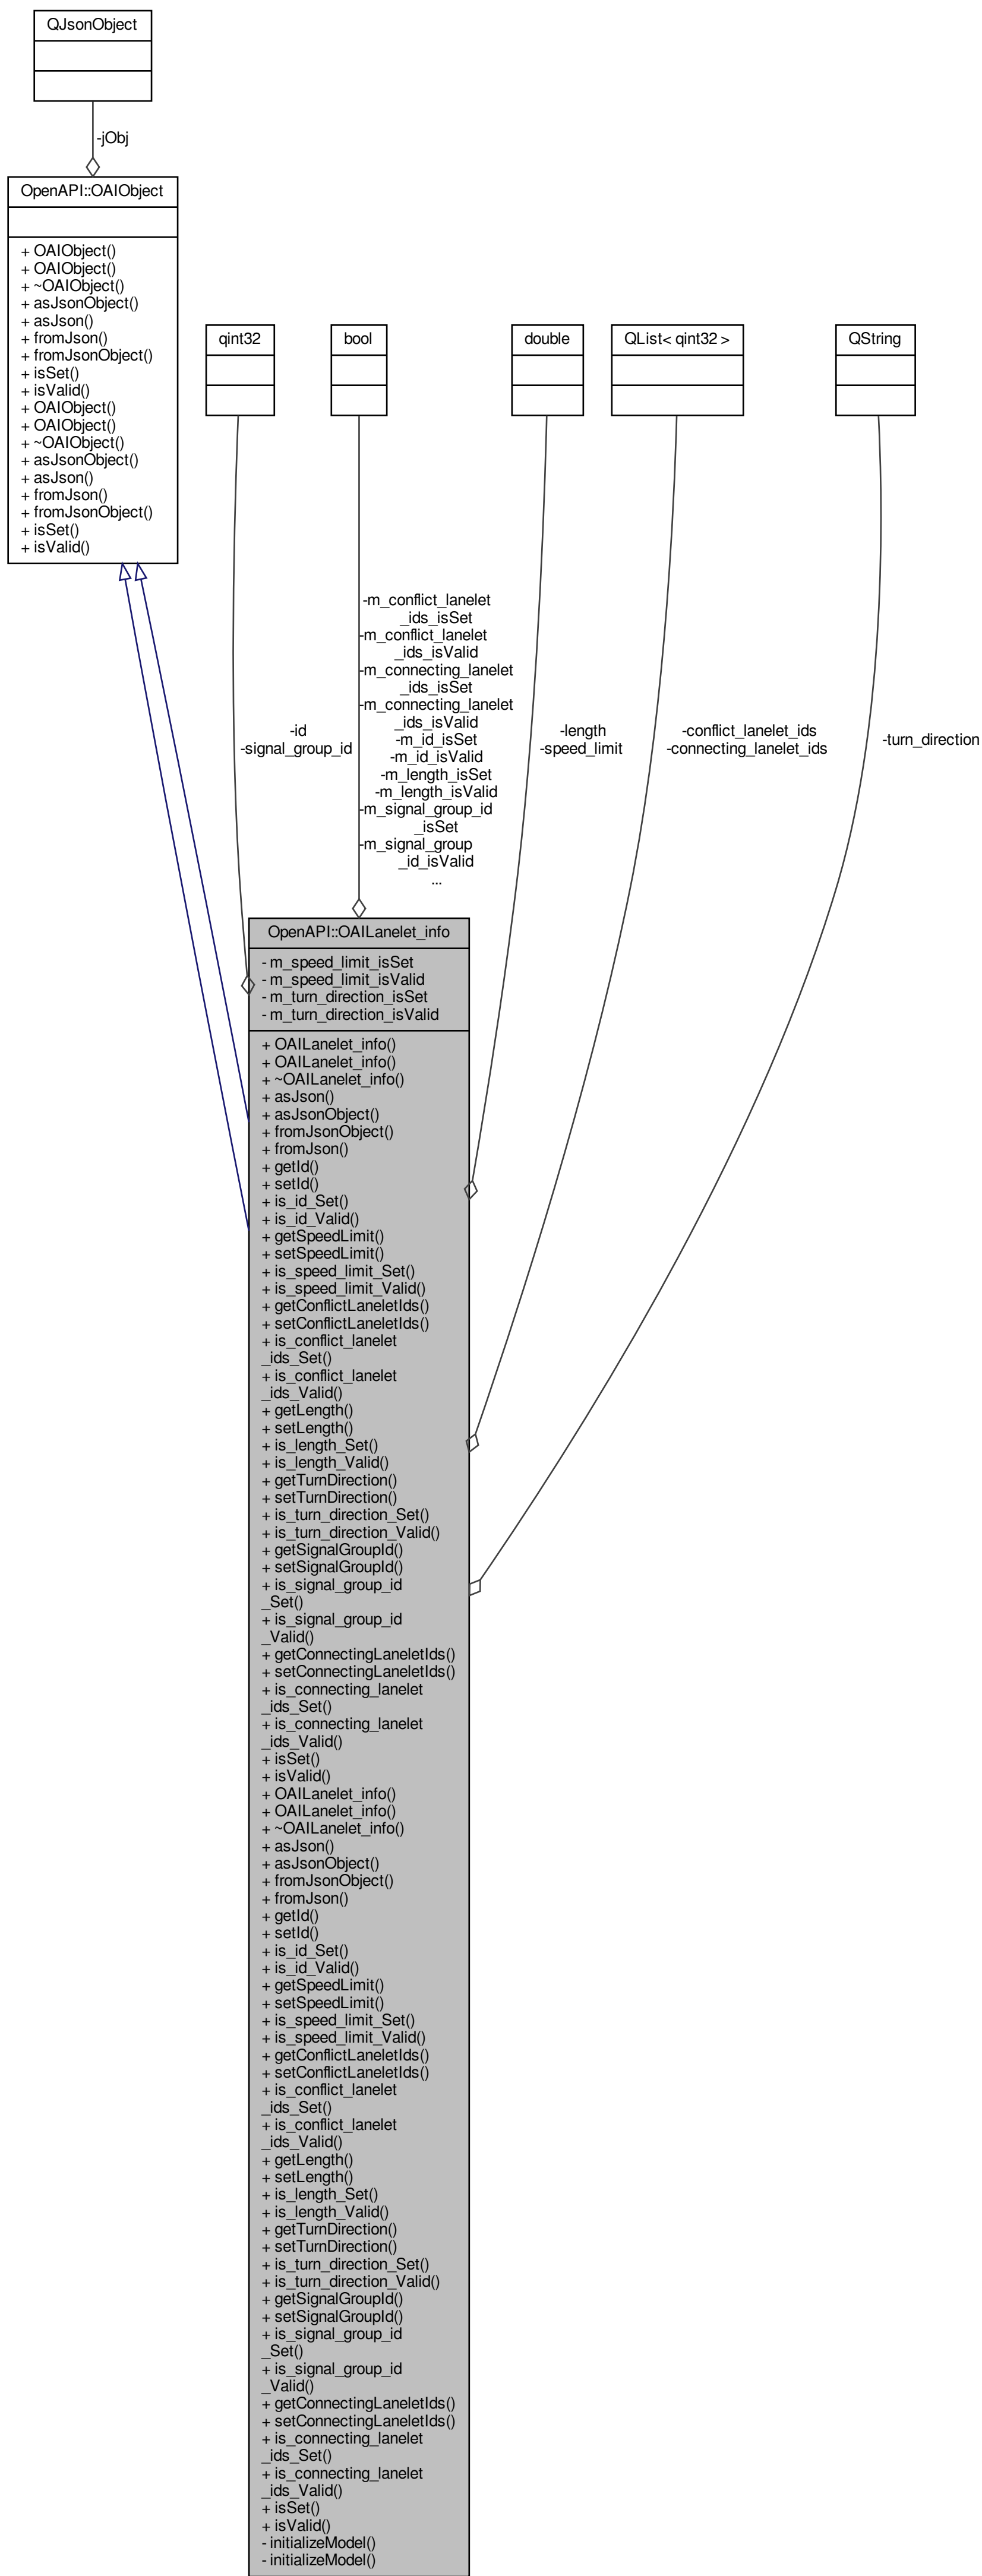 QJsonObject
-jObj
OpenAPI::OAIObject
+ OAIObject()
+ OAIObject()
+ ~OAIObject()
+ asJsonObject()
+ asJson()
+ fromJson()
+ fromJsonObject()
+ isSet()
+ isValid()
+ OAIObject()
+ OAIObject()
+ ~OAIObject()
+ asJsonObject()
+ asJson()
+ fromJson()
+ fromJsonObject()
+ isSet()
+ isValid()
qint32
bool
double
QList< qint32 >
QString
-id
-signal_group_id
-m_conflict_lanelet
_ids_isSet
-m_conflict_lanelet
_ids_isValid
-m_connecting_lanelet
_ids_isSet
-m_connecting_lanelet
_ids_isValid
-m_id_isSet
-m_id_isValid
-m_length_isSet
-m_length_isValid
-m_signal_group_id
_isSet
-m_signal_group
_id_isValid
...
-length
-speed_limit
-conflict_lanelet_ids
-connecting_lanelet_ids
-turn_direction
OpenAPI::OAILanelet_info
- m_speed_limit_isSet
- m_speed_limit_isValid
- m_turn_direction_isSet
- m_turn_direction_isValid
+ OAILanelet_info()
+ OAILanelet_info()
+ ~OAILanelet_info()
+ asJson()
+ asJsonObject()
+ fromJsonObject()
+ fromJson()
+ getId()
+ setId()
+ is_id_Set()
+ is_id_Valid()
+ getSpeedLimit()
+ setSpeedLimit()
+ is_speed_limit_Set()
+ is_speed_limit_Valid()
+ getConflictLaneletIds()
+ setConflictLaneletIds()
+ is_conflict_lanelet
_ids_Set()
+ is_conflict_lanelet
_ids_Valid()
+ getLength()
+ setLength()
+ is_length_Set()
+ is_length_Valid()
+ getTurnDirection()
+ setTurnDirection()
+ is_turn_direction_Set()
+ is_turn_direction_Valid()
+ getSignalGroupId()
+ setSignalGroupId()
+ is_signal_group_id
_Set()
+ is_signal_group_id
_Valid()
+ getConnectingLaneletIds()
+ setConnectingLaneletIds()
+ is_connecting_lanelet
_ids_Set()
+ is_connecting_lanelet
_ids_Valid()
+ isSet()
+ isValid()
+ OAILanelet_info()
+ OAILanelet_info()
+ ~OAILanelet_info()
+ asJson()
+ asJsonObject()
+ fromJsonObject()
+ fromJson()
+ getId()
+ setId()
+ is_id_Set()
+ is_id_Valid()
+ getSpeedLimit()
+ setSpeedLimit()
+ is_speed_limit_Set()
+ is_speed_limit_Valid()
+ getConflictLaneletIds()
+ setConflictLaneletIds()
+ is_conflict_lanelet
_ids_Set()
+ is_conflict_lanelet
_ids_Valid()
+ getLength()
+ setLength()
+ is_length_Set()
+ is_length_Valid()
+ getTurnDirection()
+ setTurnDirection()
+ is_turn_direction_Set()
+ is_turn_direction_Valid()
+ getSignalGroupId()
+ setSignalGroupId()
+ is_signal_group_id
_Set()
+ is_signal_group_id
_Valid()
+ getConnectingLaneletIds()
+ setConnectingLaneletIds()
+ is_connecting_lanelet
_ids_Set()
+ is_connecting_lanelet
_ids_Valid()
+ isSet()
+ isValid()
- initializeModel()
- initializeModel()